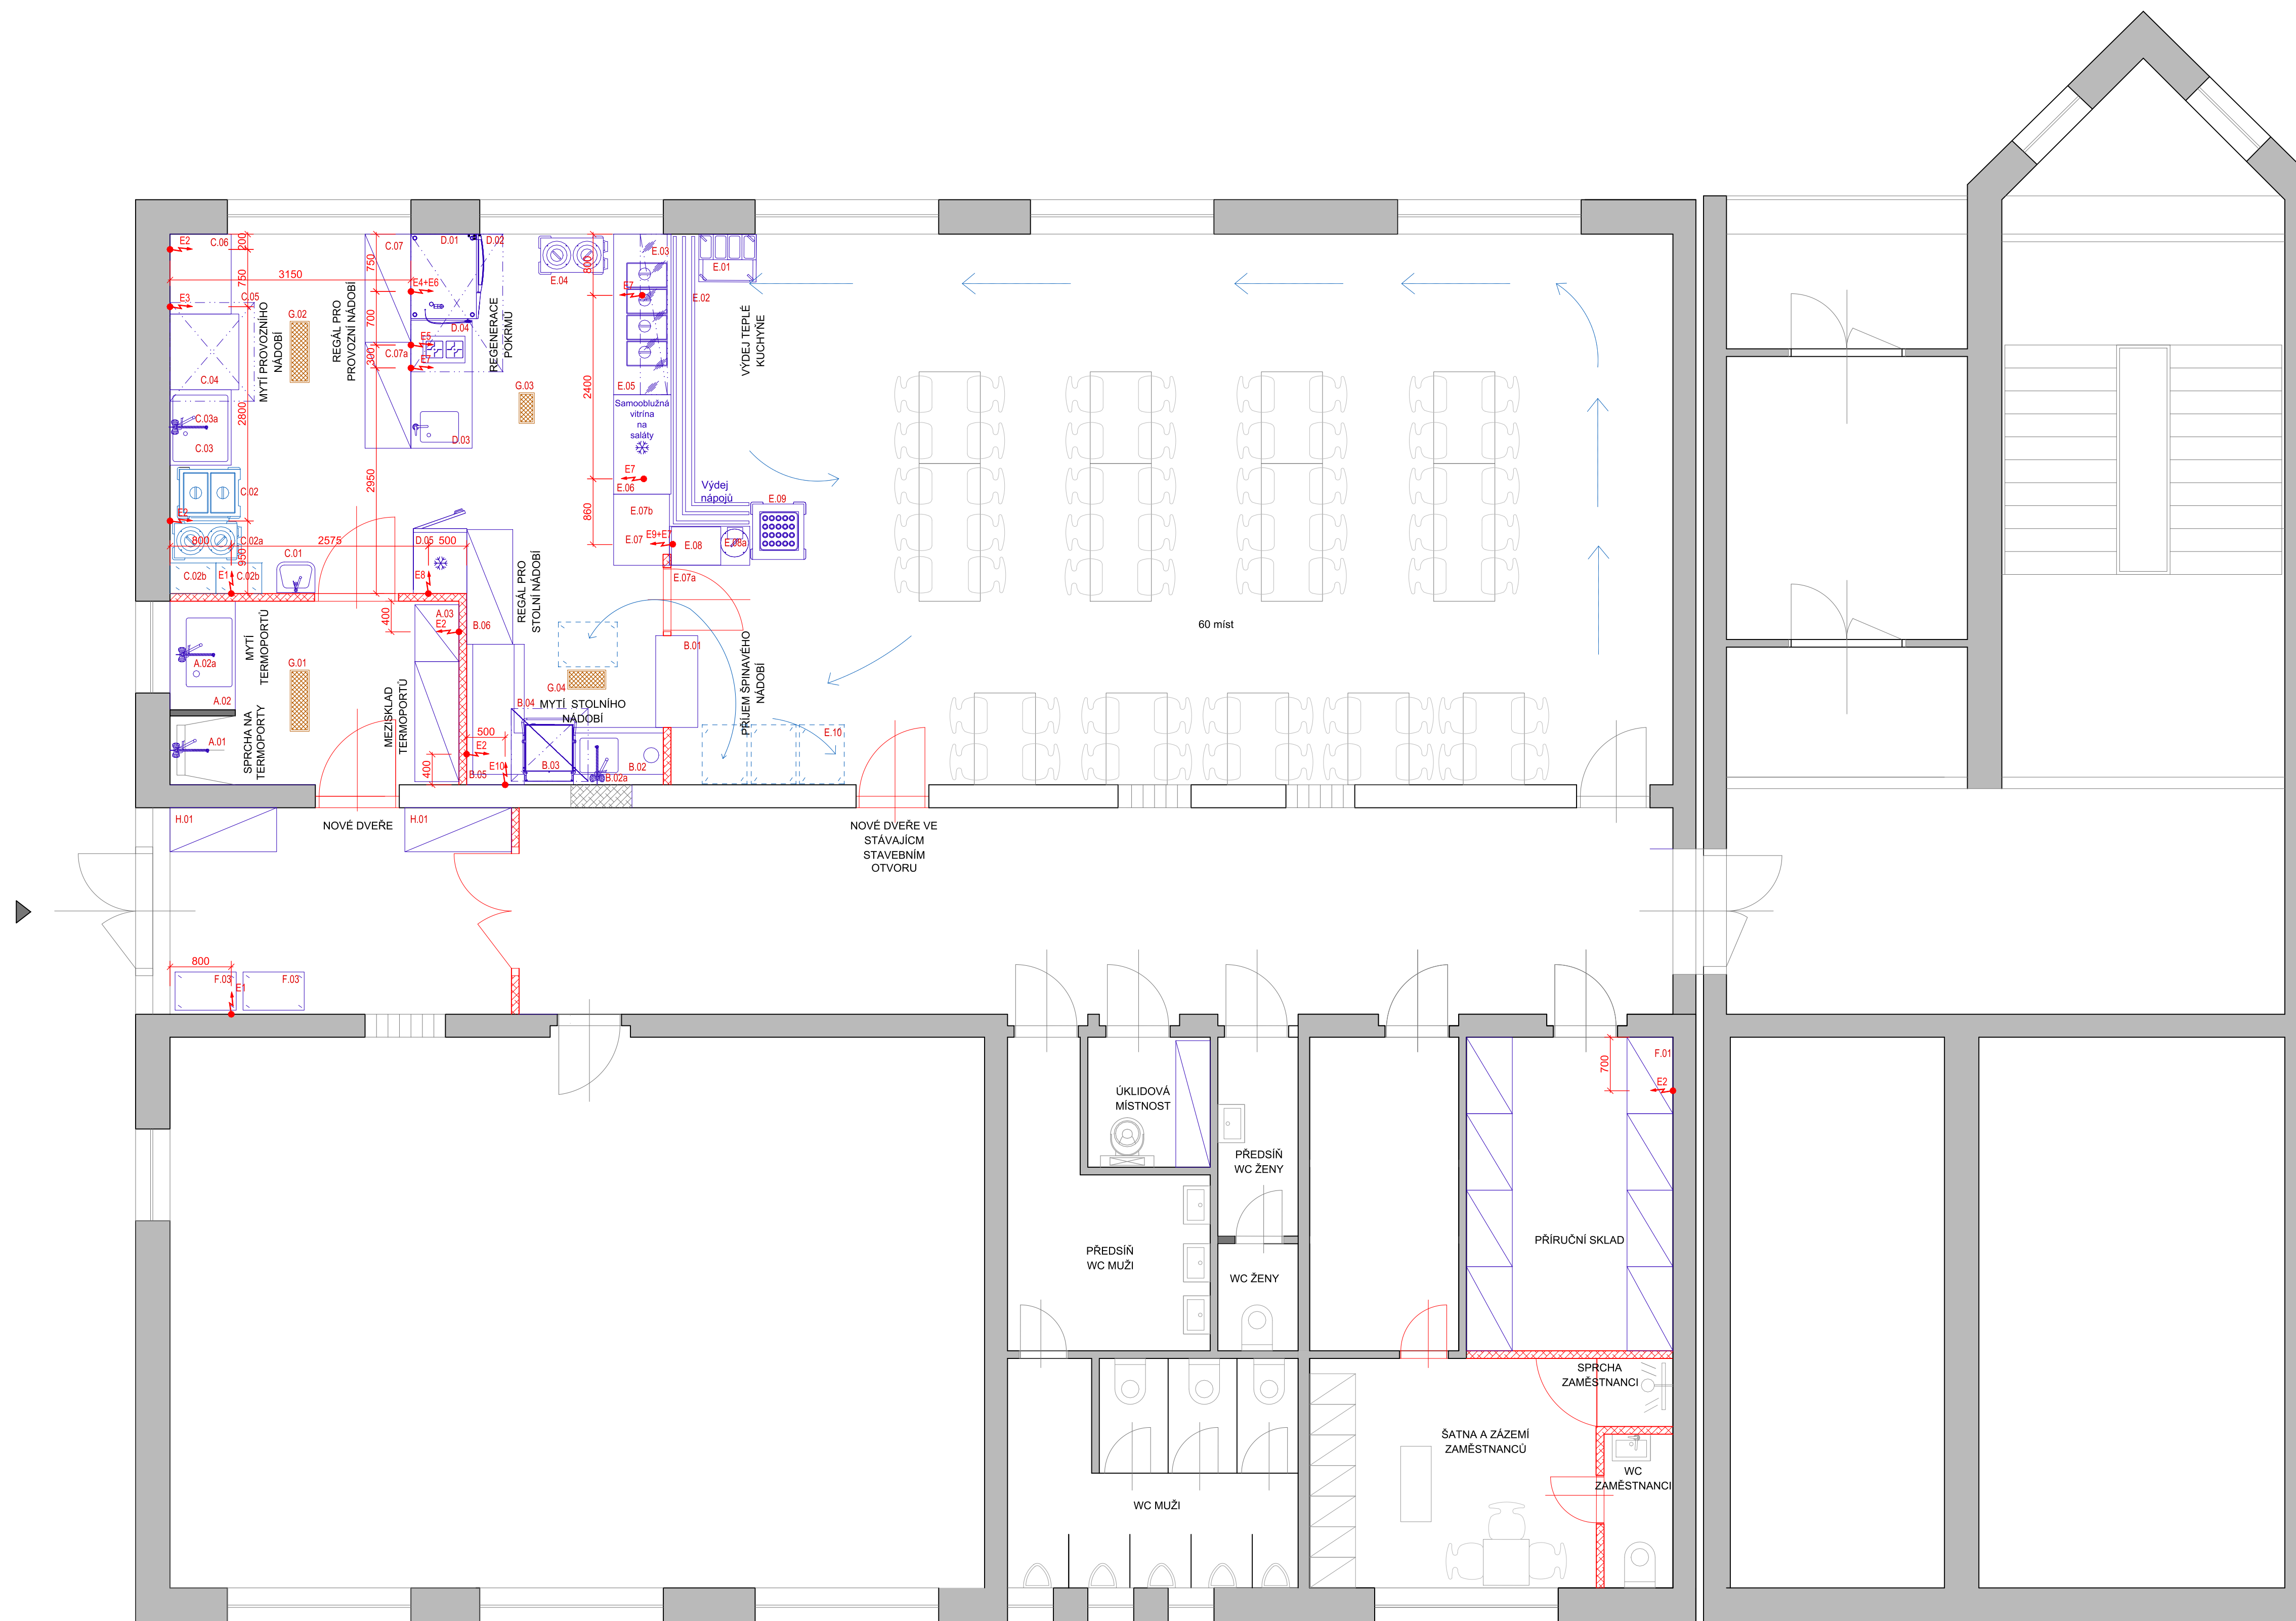 E2
C.06
200
C.07
D.01
D.02
E.03
E.01
3150
750
750
E4+E6
E.04
800
E7
E.02
E3
C.05
G.02
MYTÍ PROVOZNÍHO
NÁDOBÍ
REGÁL PRO
PROVOZNÍ NÁDOBÍ
700
D.04
E5
REGENERACE
POKRMŮ
VÝDEJ TEPLÉ
KUCHYŇE
300
C.07a
E7
C.04
G.03
E.05
2400
Samooblužná
vitrína
na
saláty
2800
C.03a
C.03
D.03
2950
E7
E.06
Výdej
nápojů
E.09
C.02
E.07b
860
E2
800
C.02a
2575
D.05
500
E.07
E9+E7
E.08
E.08a
950
C.01
C.02b
E1
C.02b
E8
E.07a
REGÁL PRO
STOLNÍ NÁDOBÍ
400
A.03
E2
B.06
MYTÍ
TERMOPORTŮ
60 míst
B.01
A.02a
G.01
PŘÍJEM ŠPINAVÉHO
NÁDOBÍ
A.02
G.04
B.04
MYTÍ STOLNÍHO
NÁDOBÍ
MEZISKLAD
TERMOPORTŮ
SPRCHA NA
TERMOPORTY
A.01
500
E2
E.10
400
B.05
E10
B.03
B.02a
B.02
H.01
NOVÉ DVEŘE
H.01
NOVÉ DVEŘE VE
STÁVAJÍCM
STAVEBNÍM
OTVORU
800
F.03
E1
F.03
700
F.01
E2
ÚKLIDOVÁ
MÍSTNOST
PŘEDSÍŇ
WC ŽENY
PŘÍRUČNÍ SKLAD
PŘEDSÍŇ
WC MUŽI
WC ŽENY
SPRCHA
ZAMĚSTNANCI
ŠATNA A ZÁZEMÍ
ZAMĚSTNANCŮ
WC
ZAMĚSTNANCI
WC MUŽI